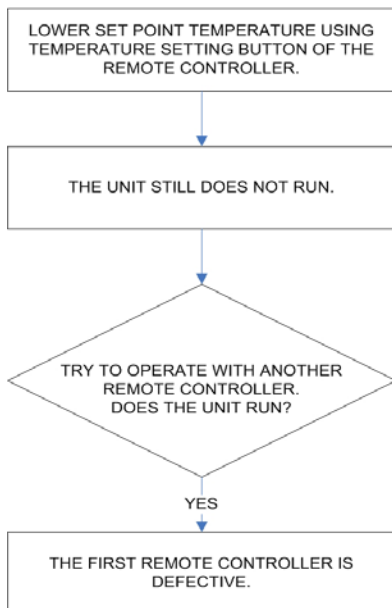 LOWER SET POINT TEMPERATURE USING
TEMPERATURE SETTING BUTTON OF THE
REMOTE CONTROLLER.
THE UNIT STILL DOES NOT RUN.
TRY TO OPERATE WITH ANOTHER
REMOTE CONTROLLER.
DOES THE UNIT RUN?
YES
THE FIRST REMOTE CONTROLLER IS
DEFECTIVE.